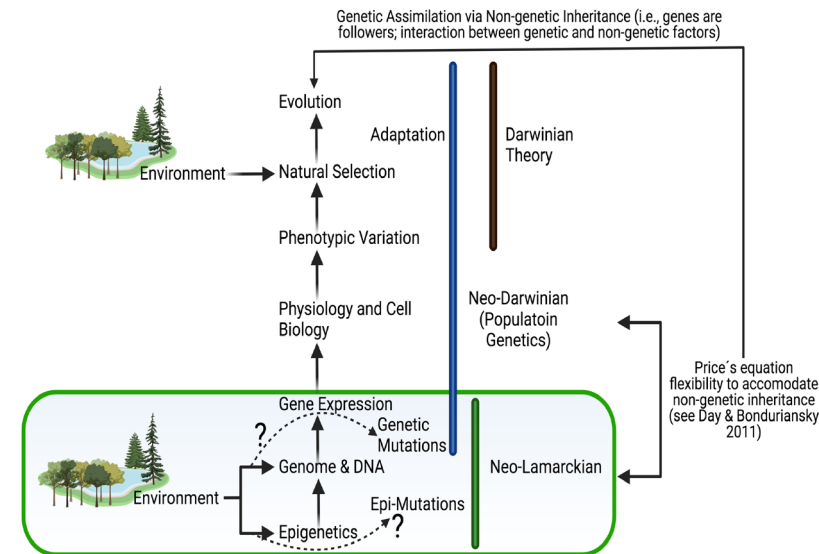 Genetic Assimilation via Non-genetic Inheritance (i.e., genes are
followers; interaction between genetic and non-genetic factors)
Evolution
Adaptation
Darwinian
Theory
Environment
Natural Selection
Phenotypic Variation
Physiology and Cell
Biology
Neo-Darwinian
(Populatoin
Genetics)
Price´s equation
flexibility to accomodate
non-genetic inheritance
(see Day & Bonduriansky
2011)
Gene Expression
?
Genetic
Mutations
Genome & DNA
Neo-Lamarckian
Environment
Epi-Mutations
?
Epigenetics